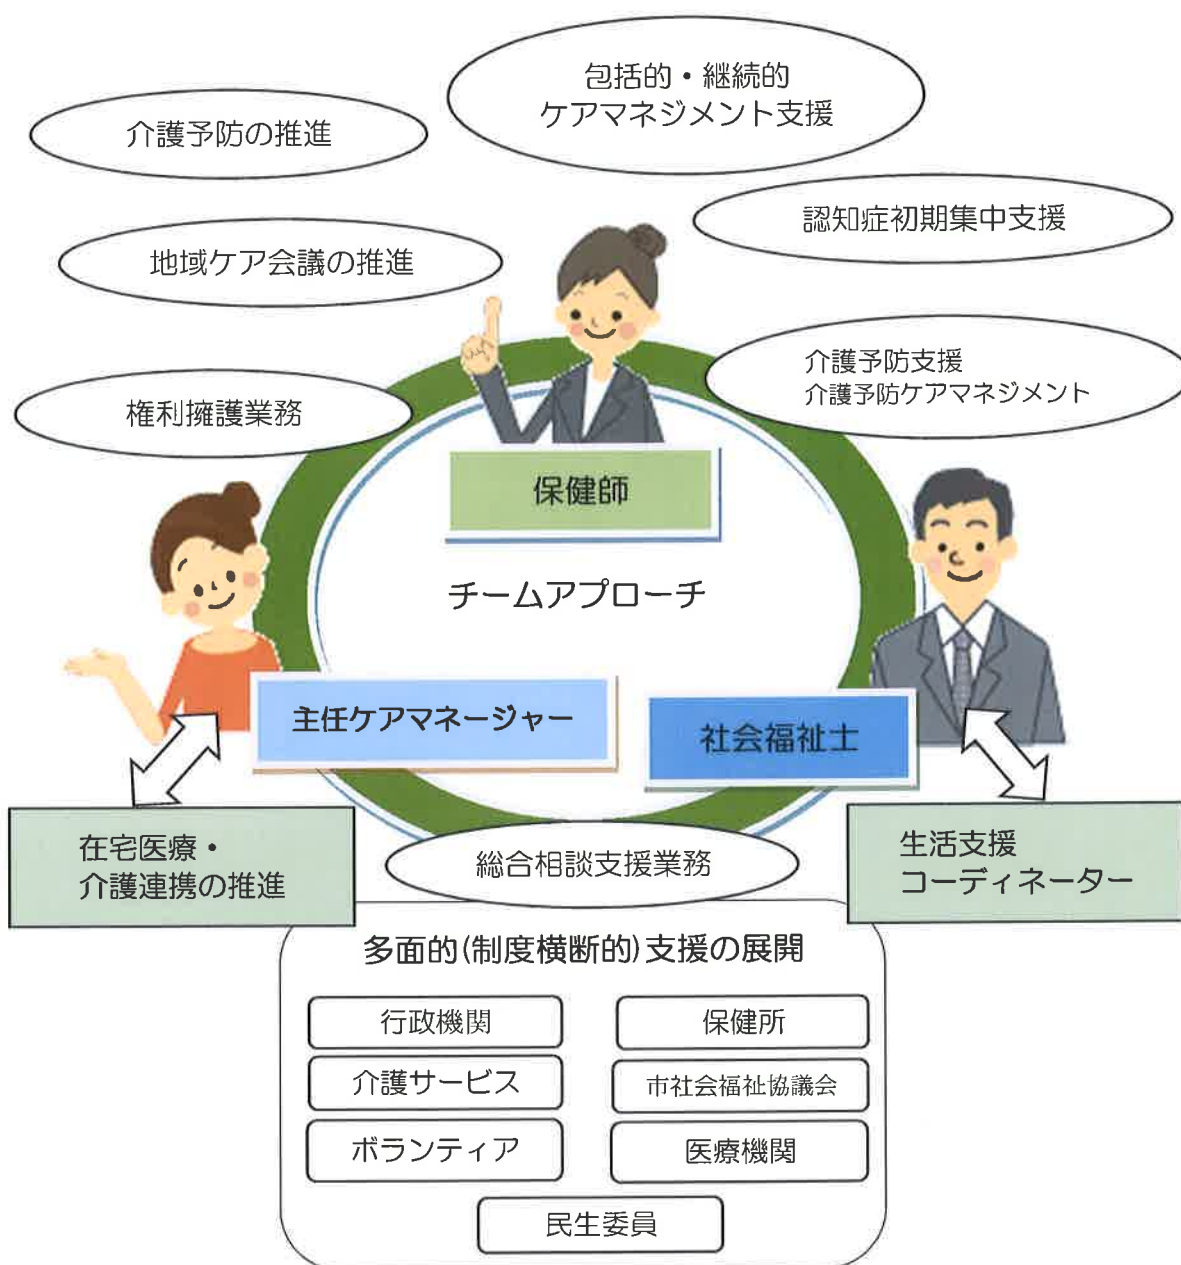 包括的・継続的
ケアマネジメント支援
介護予防の推進
認知症初期集中支援
地域ケア会議の推進
介護予防支援
介護予防ケアマネジメント
権利擁護業務
保健師
チームアプローチ
主任ケアマネージャー
社会福祉士
在宅医療・
介護連携の推進
生活支援
コーディネーター
総合相談支援業務
多面的(制度横断的)支援の展開
行政機関
保健所
介護サービス
市社会福祉協議会
ボランティア
医療機関
民生委員